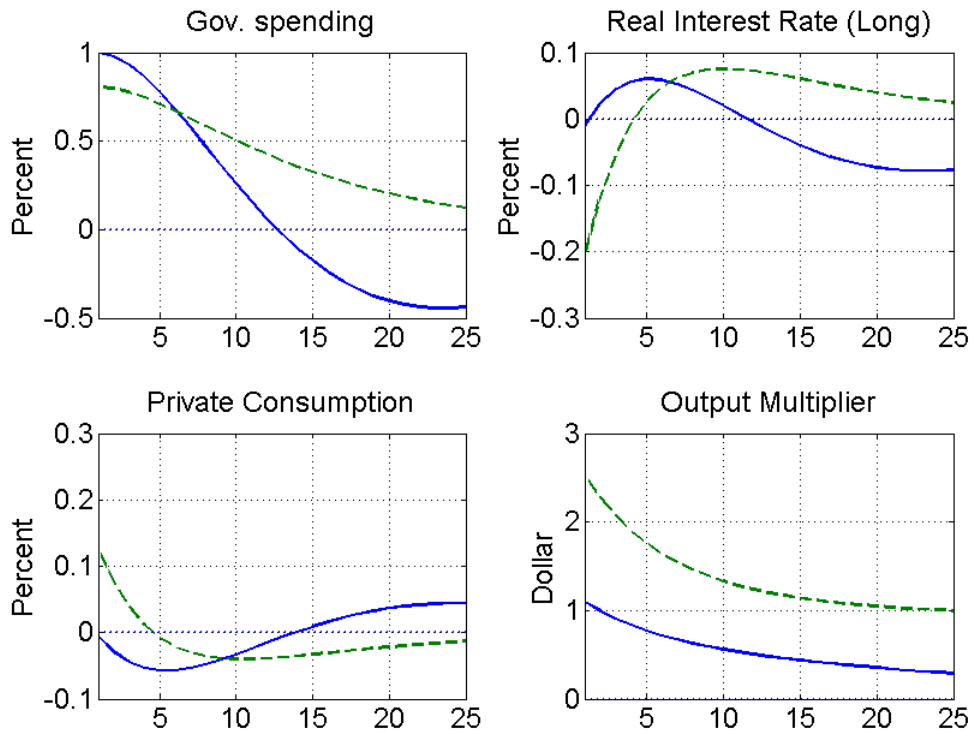 Gov. spending
Percent
1
0.5
0
-0.5
5 10 15 20 25
Real Interest Rate (Long)
Percent
0.1
0
-0.1
-0.2
-0.3
5 10 15 20 25
Private Consumption
Percent
0.3
0.2
0.1
0
-0.1
5 10 15 20 25
Output Multiplier
Dollar
3
2
1
0
5 10 15 20 25